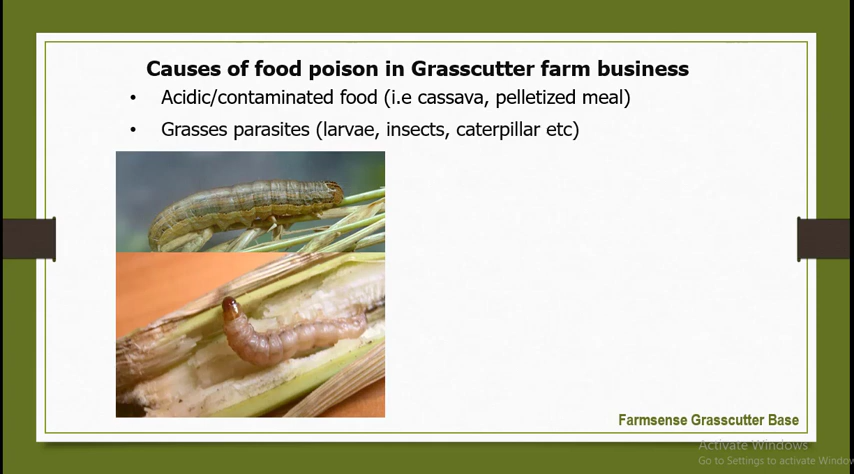 Causes of food poison in Grasscutter farm business
• Acidic/contaminated food (i.e cassava, pelletized meal)
• Grasses parasites (larvae, insects, caterpillar etc)
Farmsense Grasscutter Base
Activate Windows
Go to Settings to activate Window